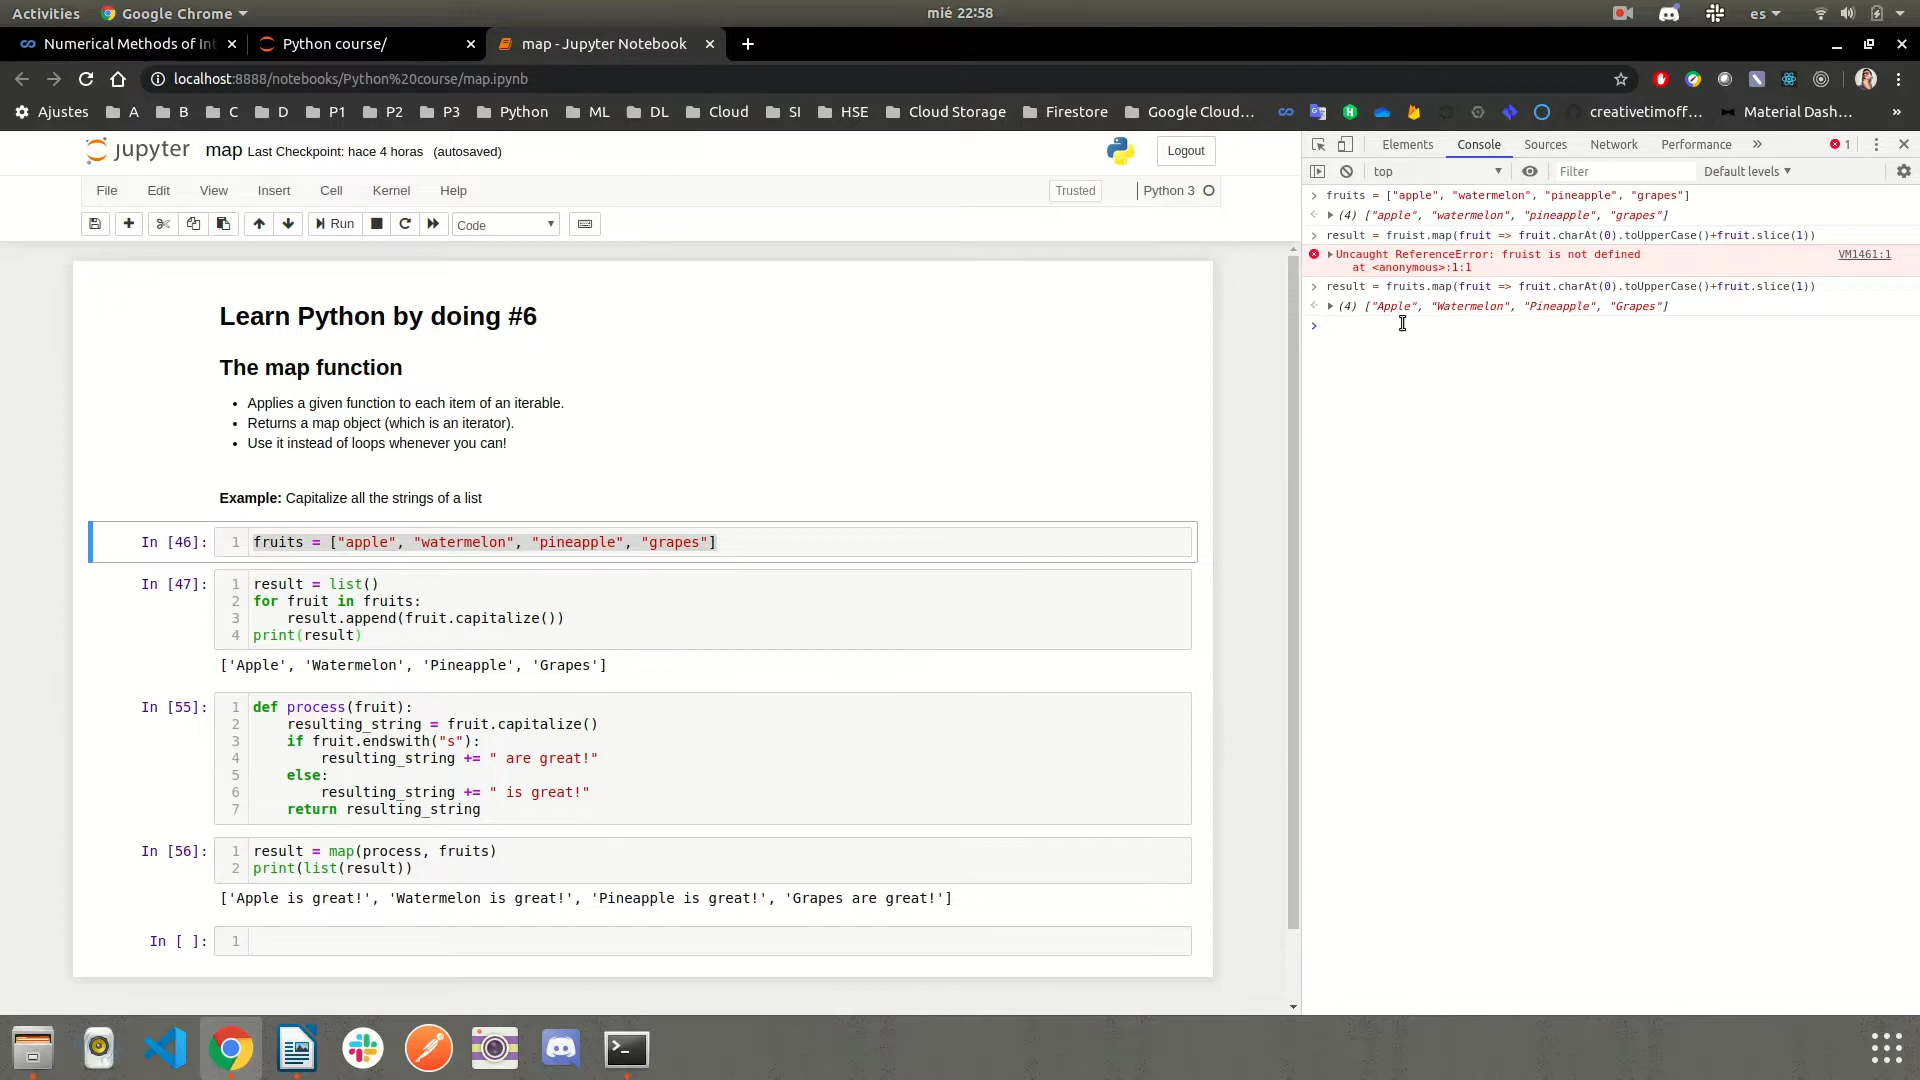 Activities
Google Chrome
mié 22:58
es
Numerical Methods of Int
Python course/
map - Jupyter Notebook
localhost:8888/notebooks/Python%20course/map.ipynb
Ajustes A B C D P1 P2 P3 Python ML DL Cloud SI HSE Cloud Storage Firestore Google Cloud... creativetimoff... Material Dash... »
jupyter map Last Checkpoint: hace 4 horas (autosaved)
Logout
File Edit View Insert Cell Kernel Help
Trusted
Python 3
Run
Code
Learn Python by doing #6
The map function
• Applies a given function to each item of an iterable.
• Returns a map object (which is an iterator).
• Use it instead of loops whenever you can!
Example: Capitalize all the strings of a list
In [46]: 1 fruits = ["apple", "watermelon", "pineapple", "grapes"]
In [47]: 1 result = list()
2 for fruit in fruits:
3 result.append(fruit.capitalize())
4 print(result)
['Apple', 'Watermelon', 'Pineapple', 'Grapes']
In [55]: 1 def process(fruit):
2 resulting_string = fruit.capitalize()
3 if fruit.endswith("s"):
4 resulting_string += " are great!"
5 else:
6 resulting_string += " is great!"
7 return resulting_string
In [56]: 1 result = map(process, fruits)
2 print(list(result))
['Apple is great!', 'Watermelon is great!', 'Pineapple is great!', 'Grapes are great!']
In [ ]: 1
Elements Console Sources Network Performance » 1
top Filter Default levels
fruits = ["apple", "watermelon", "pineapple", "grapes"]
(4) ["apple", "watermelon", "pineapple", "grapes"]
result = fruist.map(fruit => fruit.charAt(0).toUpperCase()+fruit.slice(1))
Uncaught ReferenceError: fruist is not defined VM1461:1
at <anonymous>:1:1
result = fruits.map(fruit => fruit.charAt(0).toUpperCase()+fruit.slice(1))
(4) ["Apple", "Watermelon", "Pineapple", "Grapes"]